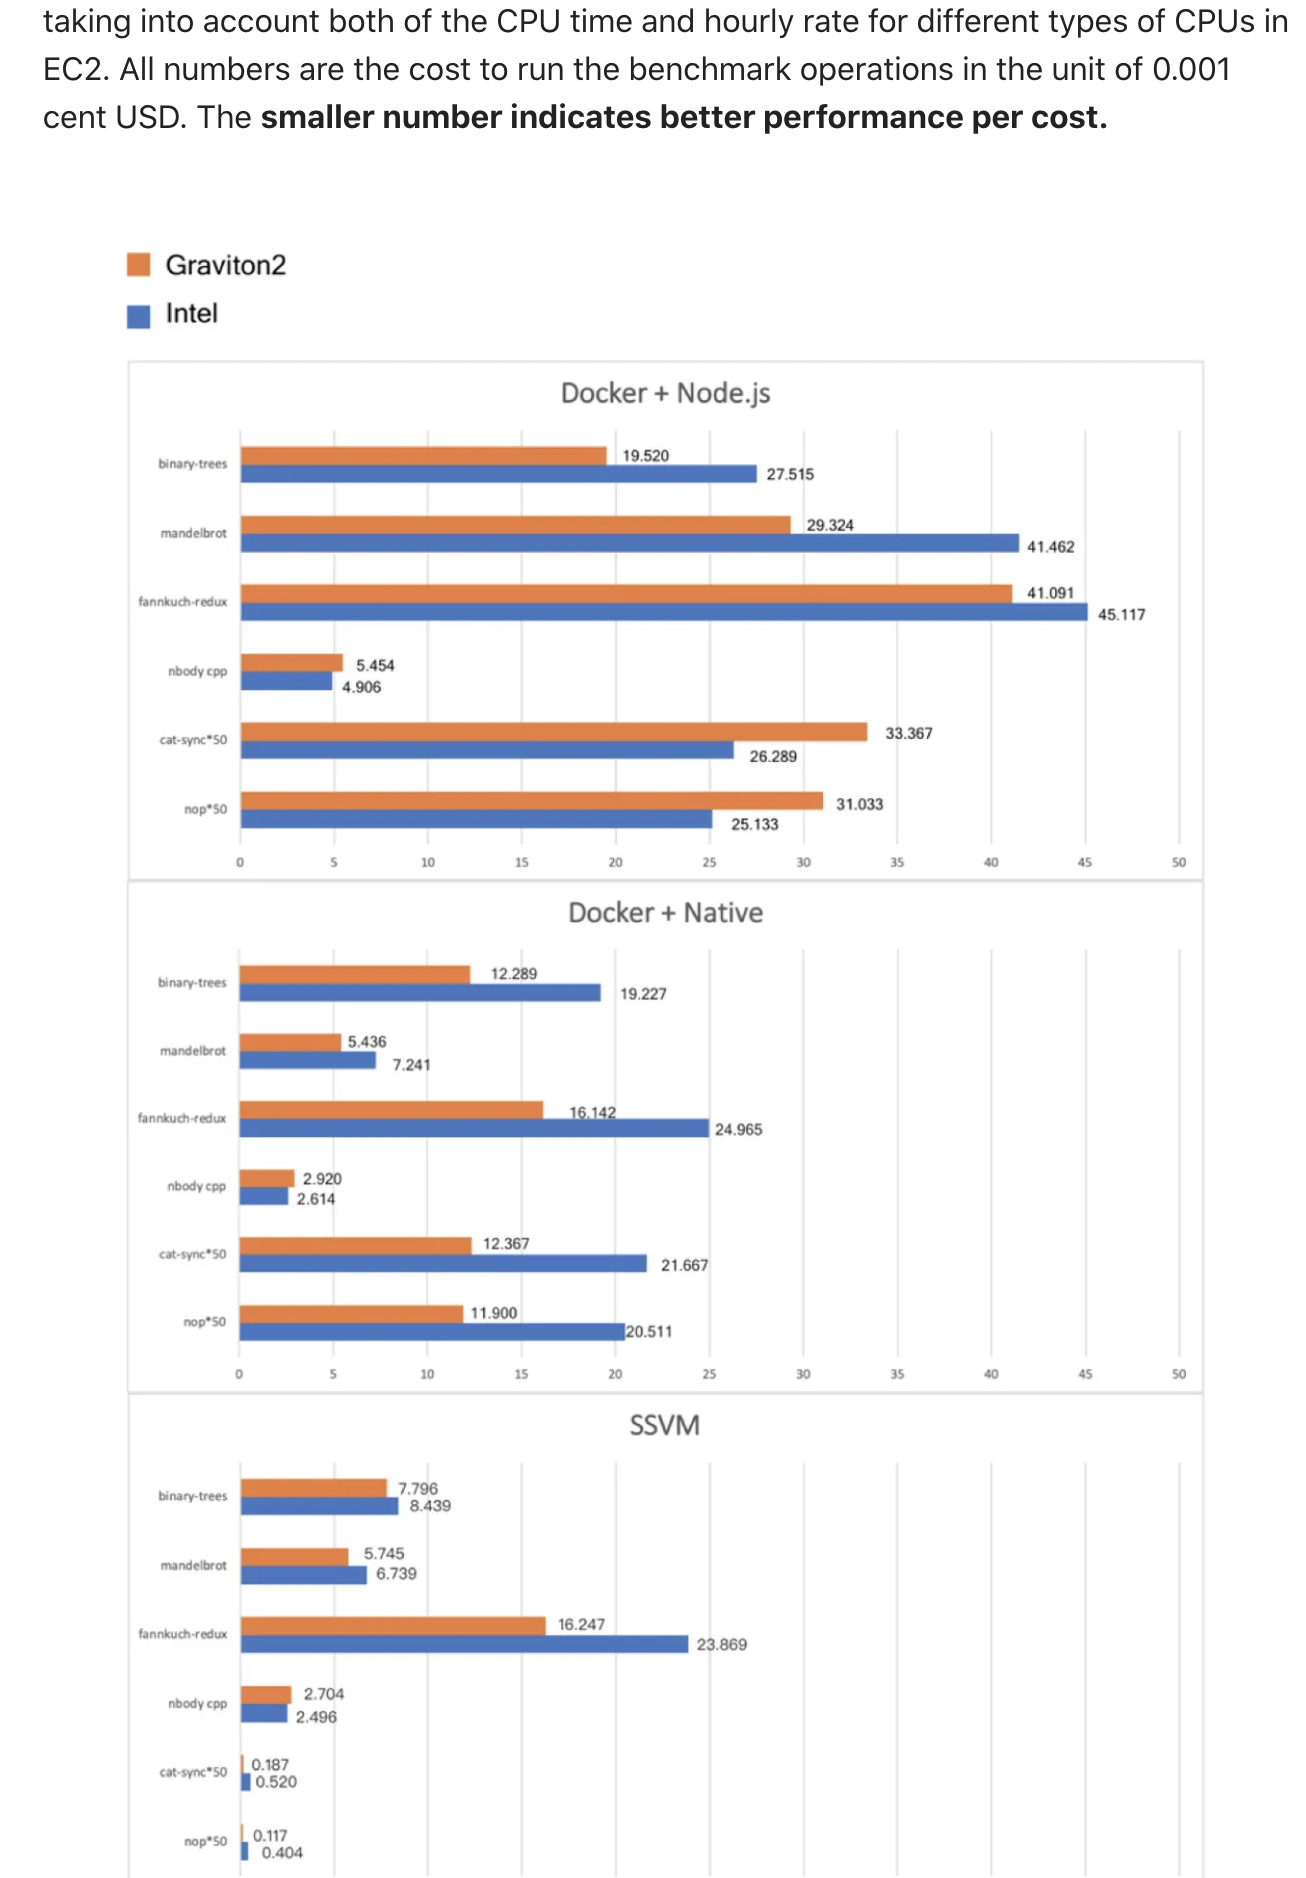 taking into account both of the CPU time and hourly rate for different types of CPUs in
EC2. All numbers are the cost to run the benchmark operations in the unit of 0.001
cent USD. The smaller number indicates better performance per cost.
Graviton2
Intel
Docker + Node.js
binary-trees
19.520
27.515
mandelbrot
29.324
41.462
fannkuch-redux
41.091
45.117
nbody cpp
5.454
4.906
cat-sync*50
33.367
26.289
nop*50
31.033
25.133
0 5 10 15 20 25 30 35 40 45 50
Docker + Native
binary-trees
12.289
19.227
mandelbrot
5.436
7.241
fannkuch-redux
16.142
24.965
nbody cpp
2.920
2.614
cat-sync*50
12.367
21.667
nop*50
11.900
20.511
0 5 10 15 20 25 30 35 40 45 50
SSVM
binary-trees
7.796
8.439
mandelbrot
5.745
6.739
fannkuch-redux
16.247
23.869
nbody cpp
2.704
2.496
cat-sync*50
0.187
0.520
nop*50
0.117
0.404